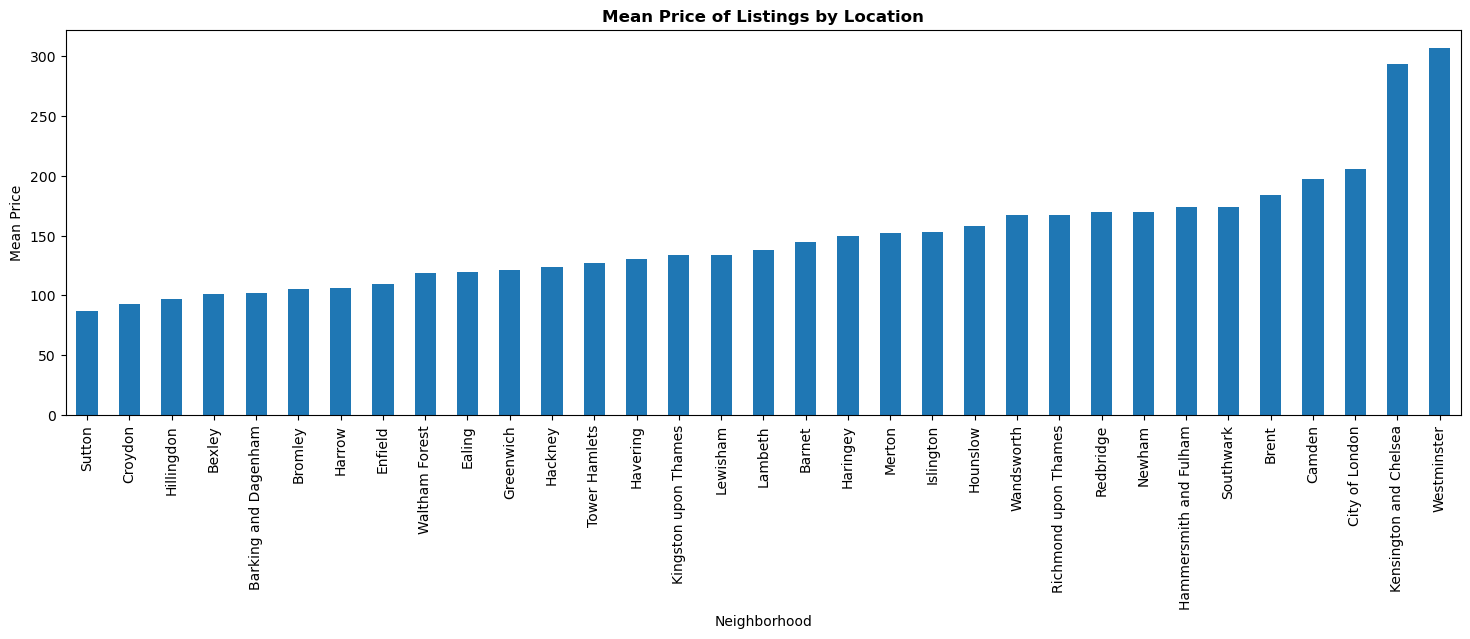 Mean Price of Listings by Location
Mean Price
300
250
200
150
100
50
0
Sutton
Croydon
Hillingdon
Bexley
Barking and Dagenham
Bromley
Harrow
Enfield
Waltham Forest
Ealing
Greenwich
Hackney
Tower Hamlets
Havering
Kingston upon Thames
Lewisham
Lambeth
Barnet
Haringey
Merton
Islington
Hounslow
Wandsworth
Richmond upon Thames
Redbridge
Newham
Hammersmith and Fulham
Southwark
Brent
Camden
City of London
Kensington and Chelsea
Westminster
Neighborhood